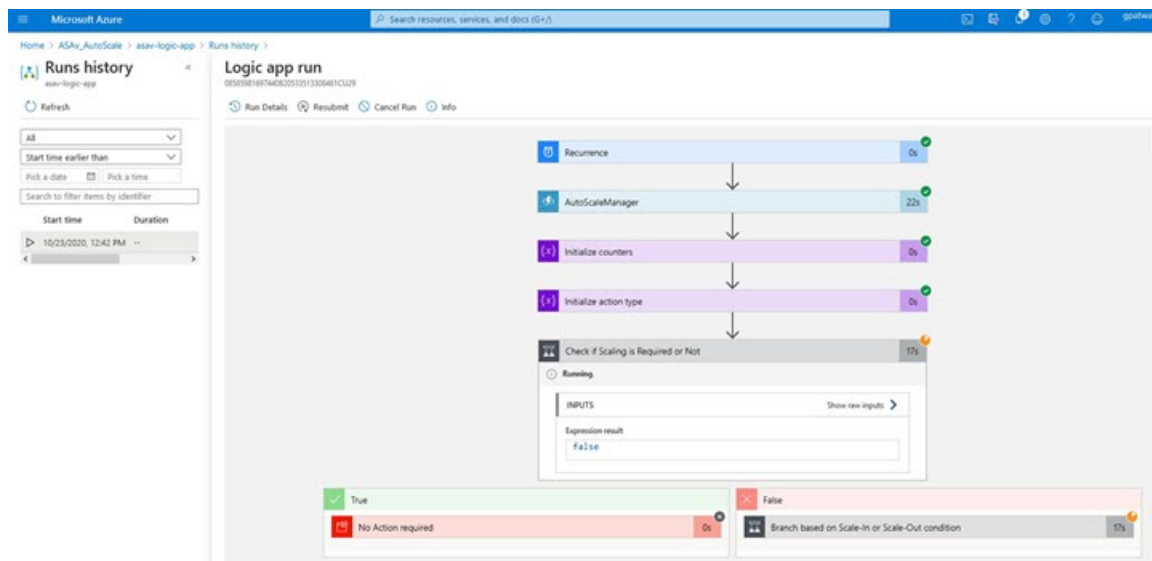 Microsoft Azure
Search resources, services, and docs (G+/)
gpatwa
Home > ASAv_AutoScale > asav-logic-app > Runs history >
Runs history
asav-logic-app
«
Logic app run
Refresh
Run Details Resubmit Cancel Run Info
All
Start time earlier than
Pick a date Pick a time
Search to filter items by identifier
Start time Duration
10/23/2020, 12:42 PM --
Recurrence 0s
AutoScaleManager 22s
{x} Initialize counters 0s
{x} Initialize action type 0s
Check if Scaling is Required or Not 17s
Running.
INPUTS Show raw inputs
Expression result
false
True
No Action required 0s
False
Branch based on Scale-In or Scale-Out condition 17s